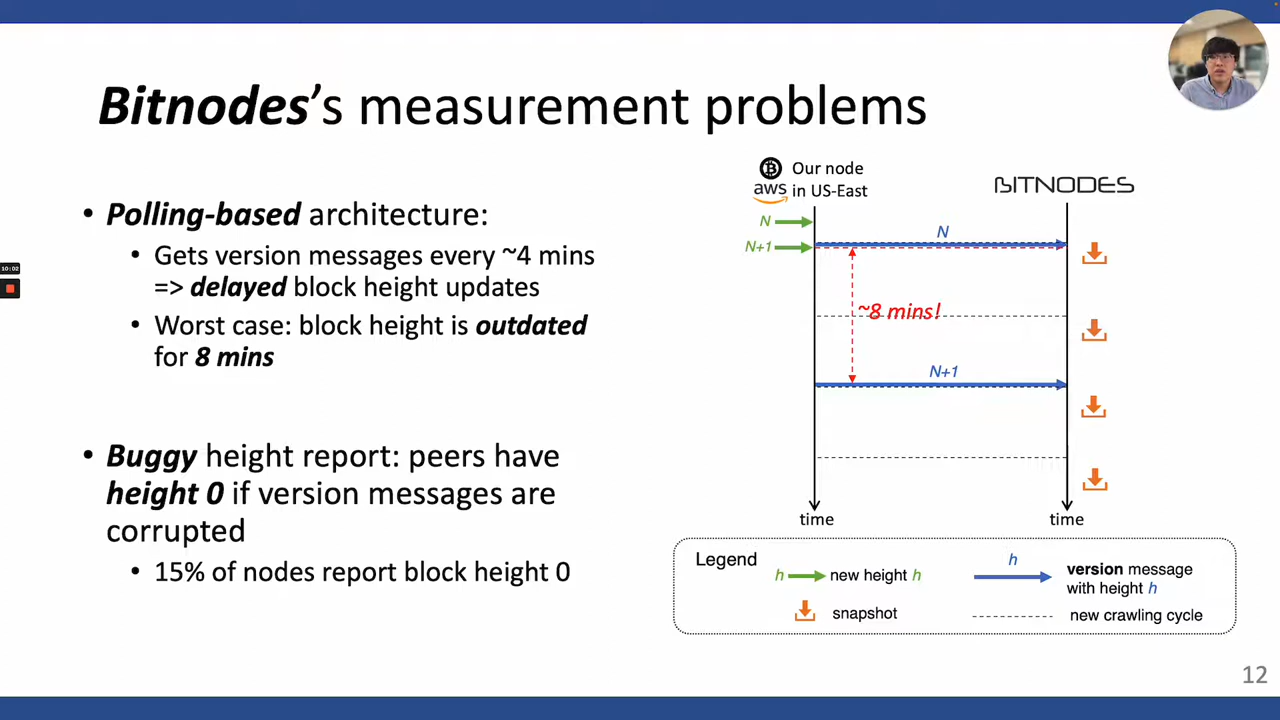 Bitnodes's measurement problems
• Polling-based architecture:
• Gets version messages every ~4 mins
=> delayed block height updates
• Worst case: block height is outdated
for 8 mins
• Buggy height report: peers have
height 0 if version messages are
corrupted
• 15% of nodes report block height 0
Our node
aws in US-East
BITNODES
N
N+1
N
~8 mins!
N+1
time
time
Legend
h
new height h
h
version message
with height h
snapshot
new crawling cycle
10:02
12